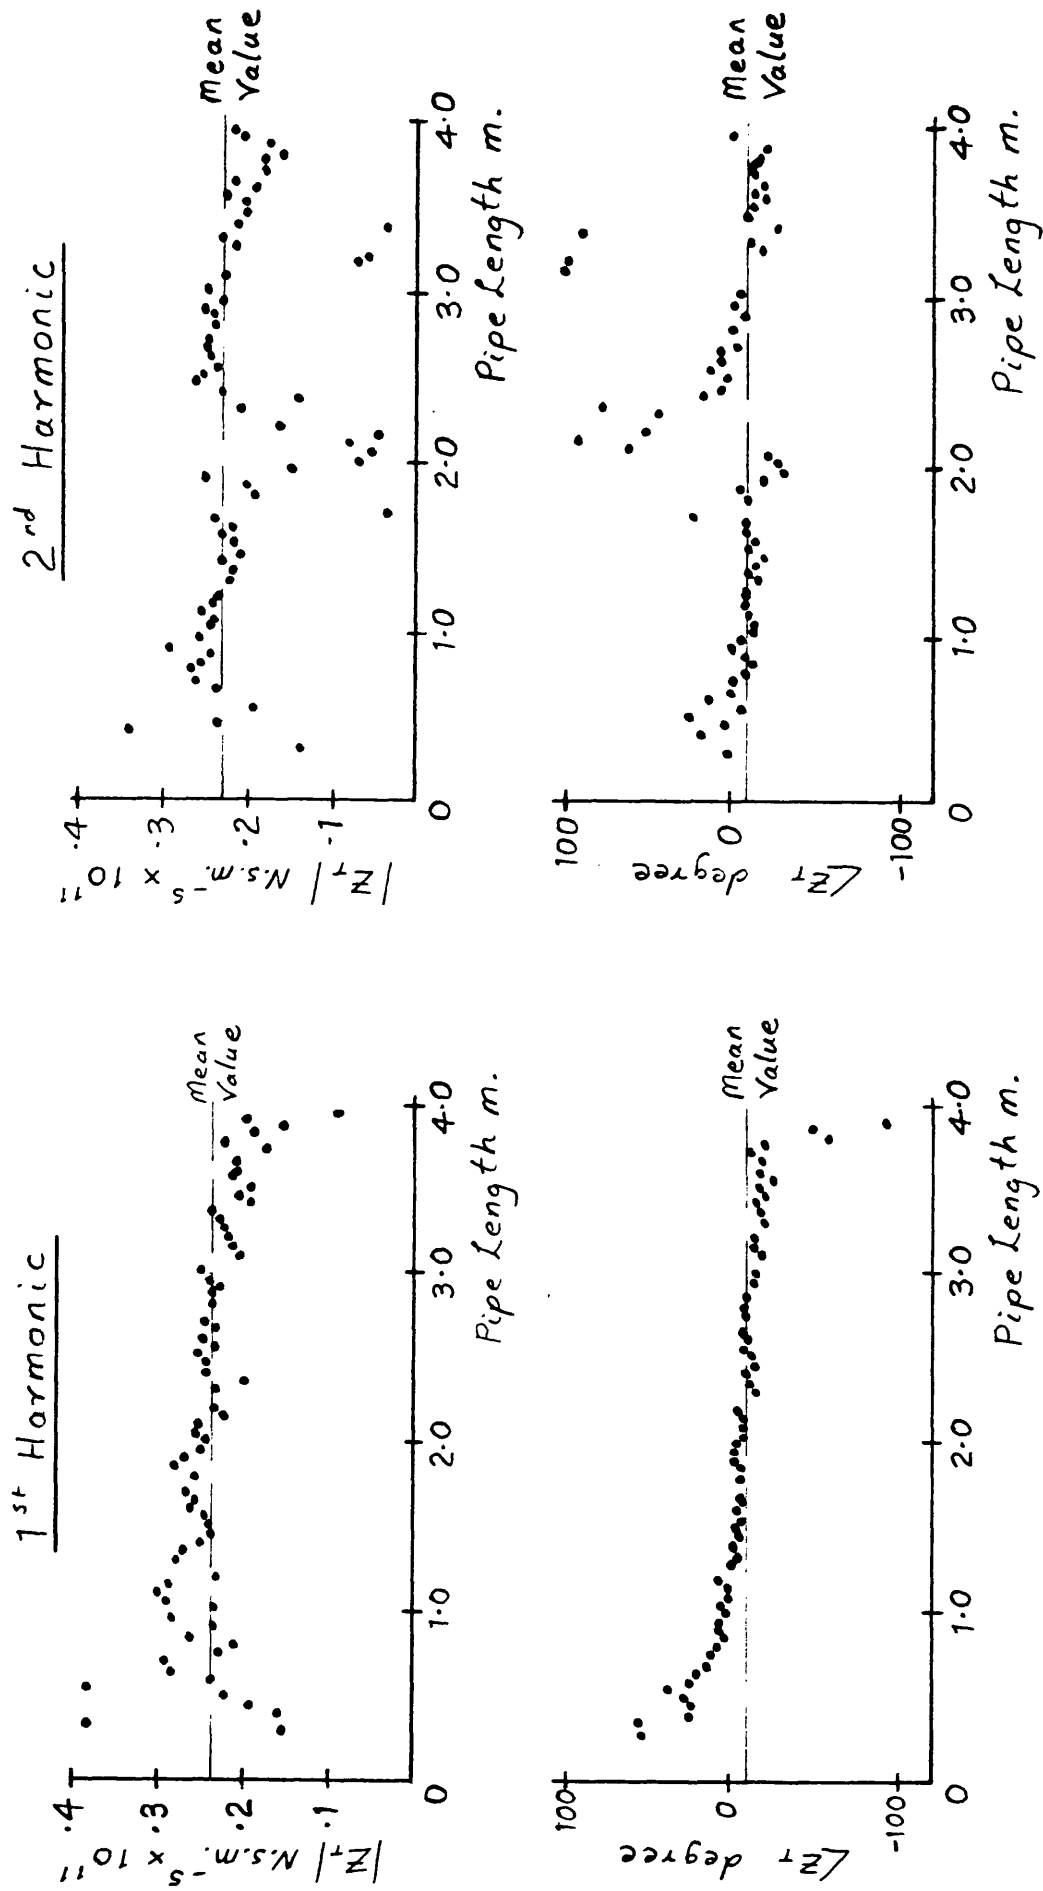 1st Harmonic
|Z_T| N.s.m.^-5 x 10^11
.4
.3
.2
.1
0
1.0
2.0
3.0
4.0
Mean
Value
Pipe Length m.
∠Z_T degree
100
0
-100
0
1.0
2.0
3.0
4.0
Mean
Value
Pipe Length m.
2nd Harmonic
|Z_T| N.s.m.^-5 x 10^11
.4
.3
.2
.1
0
1.0
2.0
3.0
4.0
Mean
Value
Pipe Length m.
∠Z_T degree
100
0
-100
0
1.0
2.0
3.0
4.0
Mean
Value
Pipe Length m.